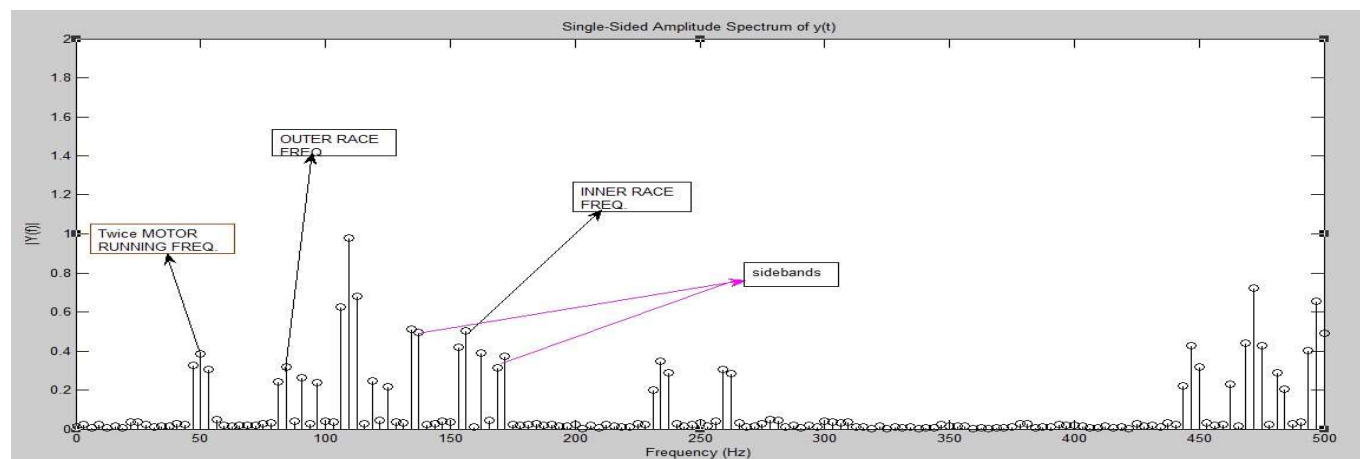 Single-Sided Amplitude Spectrum of y(t)
2
1.8
1.6
1.4
1.2
1
0.8
0.6
0.4
0.2
0
|Y(f)|
OUTER RACE
FREQ
INNER RACE
FREQ.
Twice MOTOR
RUNNING FREQ.
sidebands
0 50 100 150 200 250 300 350 400 450 500
Frequency (Hz)